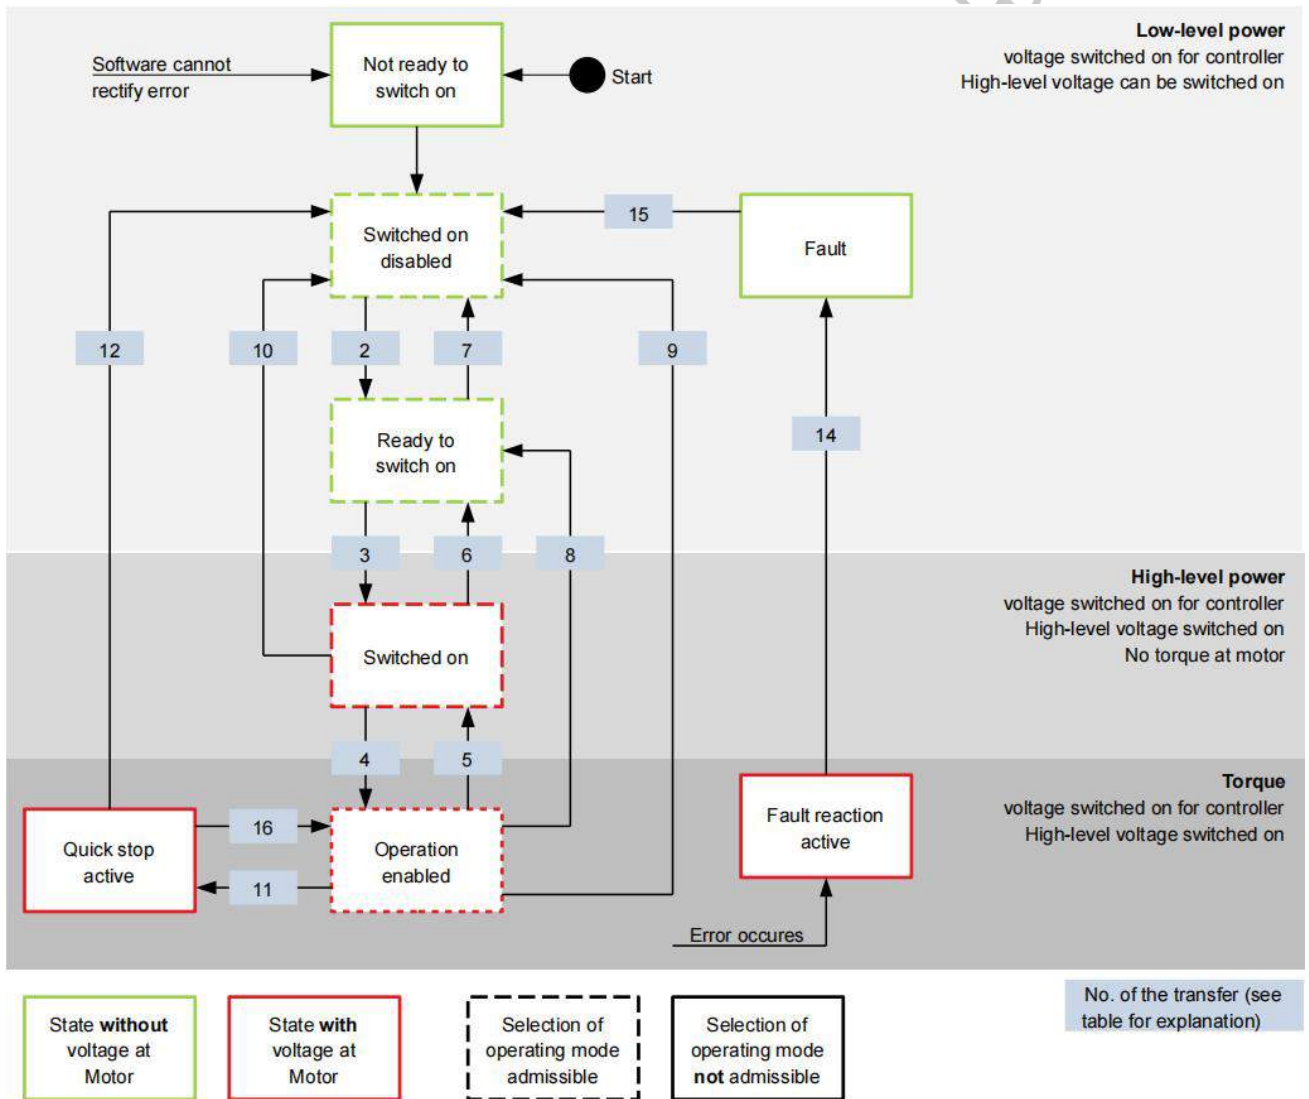 Low-level power
voltage switched on for controller
High-level voltage can be switched on
Software cannot
rectify error
Not ready to
switch on
Start
Switched on
disabled
15
Fault
12
10
2
7
9
Ready to
switch on
14
3
6
8
High-level power
voltage switched on for controller
High-level voltage switched on
No torque at motor
Switched on
4
5
Torque
voltage switched on for controller
High-level voltage switched on
Quick stop
active
16
11
Operation
enabled
Fault reaction
active
Error occures
State without
voltage at
Motor
State with
voltage at
Motor
Selection of
operating mode
admissible
Selection of
operating mode
not admissible
No. of the transfer (see
table for explanation)